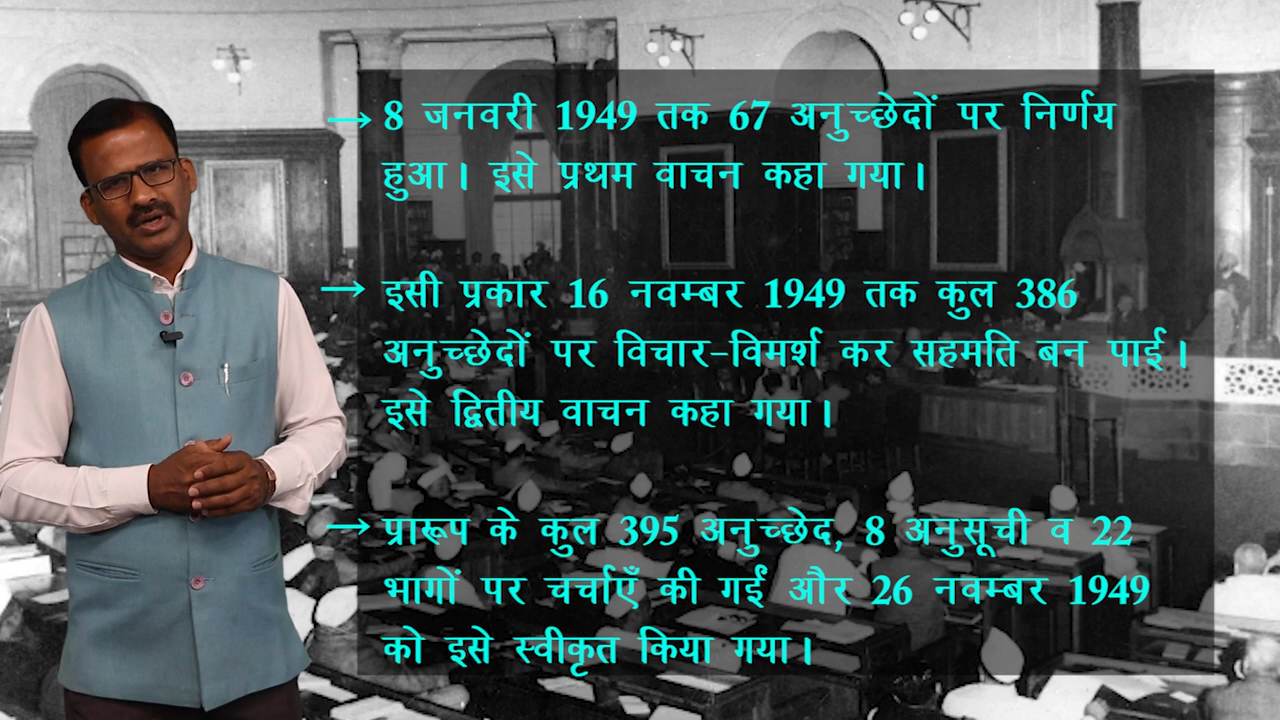 → 8 जनवरी 1949 तक 67 अनुच्छेदों पर निर्णय
हुआ। इसे प्रथम वाचन कहा गया।
→ इसी प्रकार 16 नवम्बर 1949 तक कुल 386
अनुच्छेदों पर विचार-विमर्श कर सहमति बन पाई।
इसे द्वितीय वाचन कहा गया।
→ प्रारूप के कुल 395 अनुच्छेद, 8 अनुसूची व 22
भागों पर चर्चाएँ की गईं और 26 नवम्बर 1949
को इसे स्वीकृत किया गया।